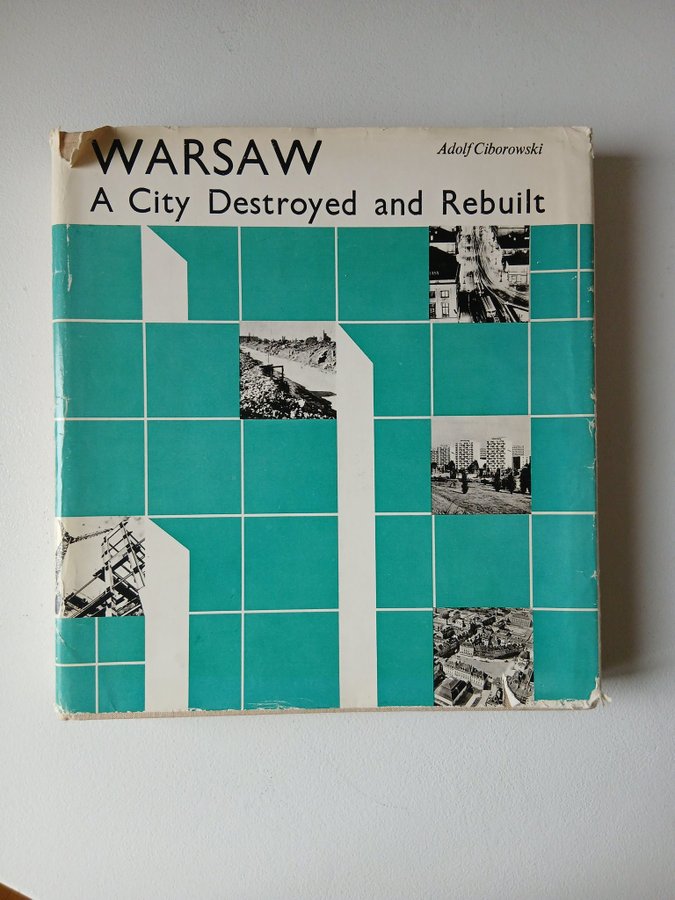 WARSAW
Adolf Ciborowski
A City Destroyed and Rebuilt